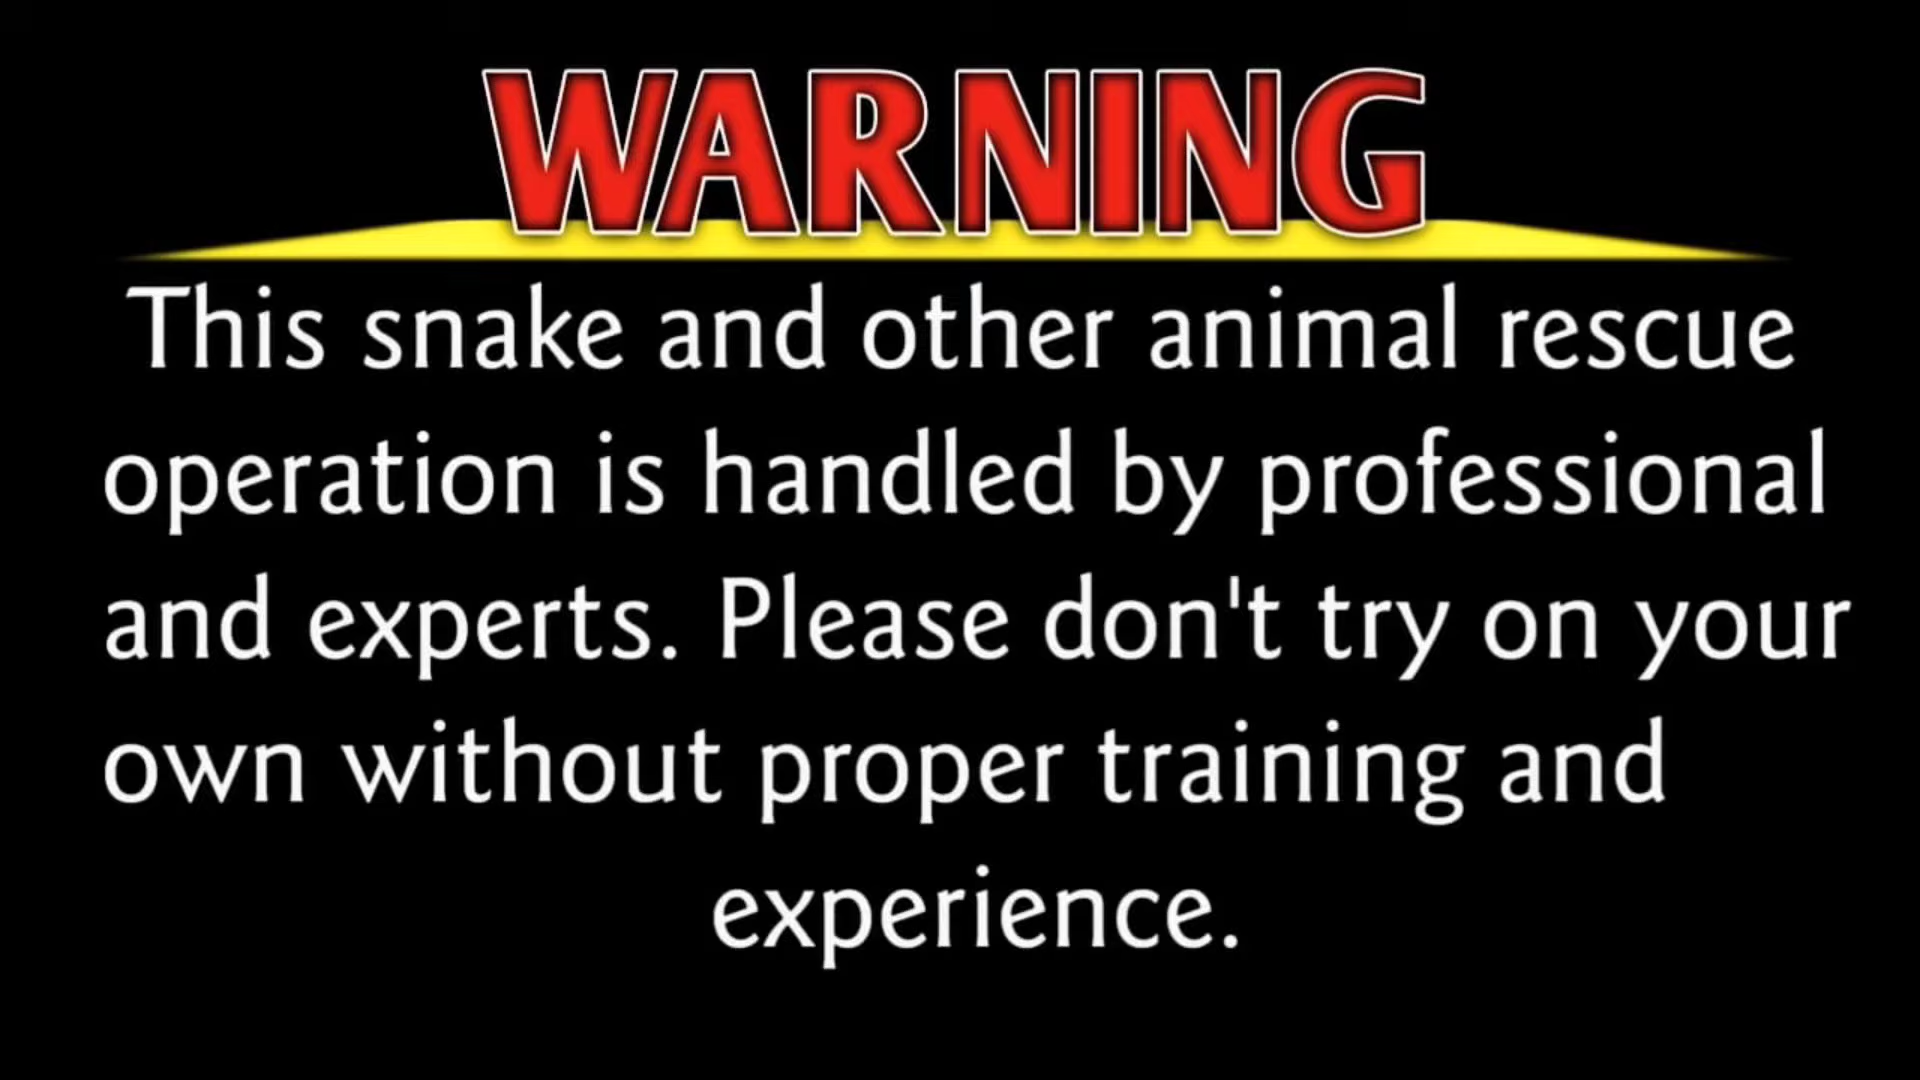 WARNING
This snake and other animal rescue
operation is handled by professional
and experts. Please don't try on your
own without proper training and
experience.